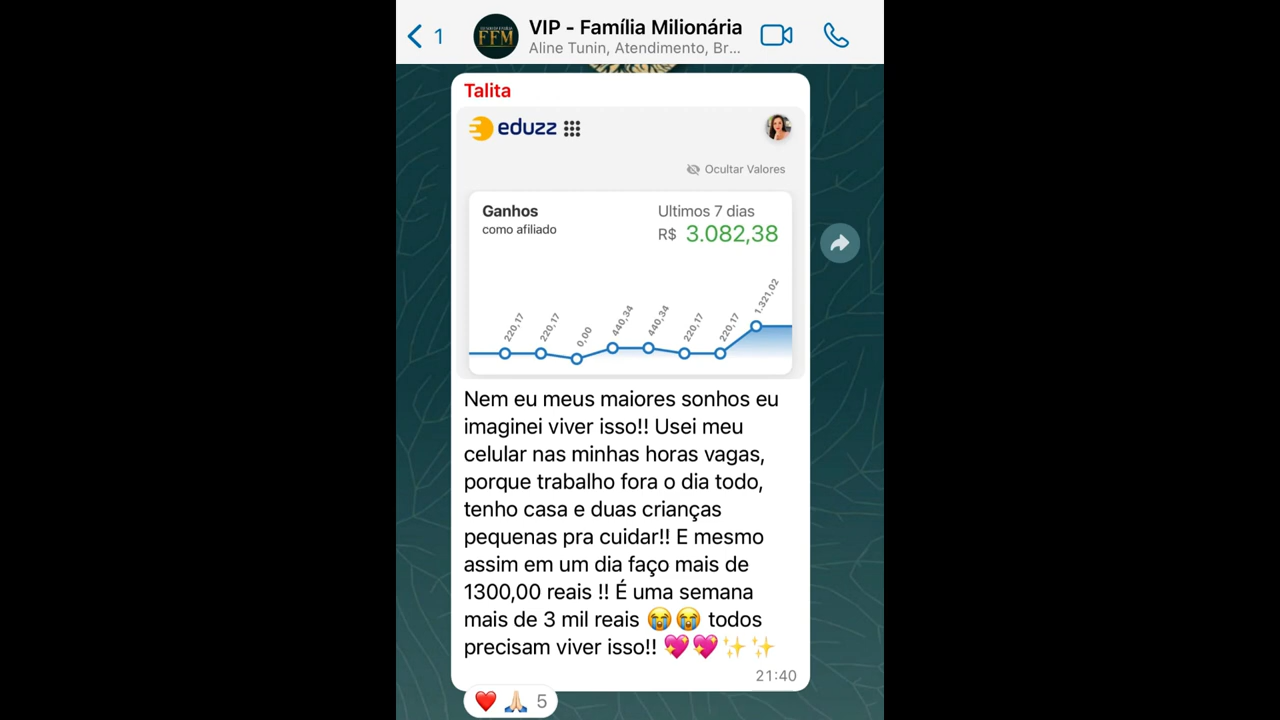 1
FFM
VIP - Família Milionária
Aline Tunin, Atendimento, Br...
Talita
eduzz
Ocultar Valores
Ganhos
como afiliado
Ultimos 7 dias
R$ 3.082,38
220,17
220,17
0,00
440,34
440,34
220,17
220,17
1.321,02
Nem eu meus maiores sonhos eu
imaginei viver isso!! Usei meu
celular nas minhas horas vagas,
porque trabalho fora o dia todo,
tenho casa e duas crianças
pequenas pra cuidar!! E mesmo
assim em um dia faço mais de
1300,00 reais !! É uma semana
mais de 3 mil reais 😭😭 todos
precisam viver isso!! 💖💖✨✨
21:40
❤️🙏🏻 5